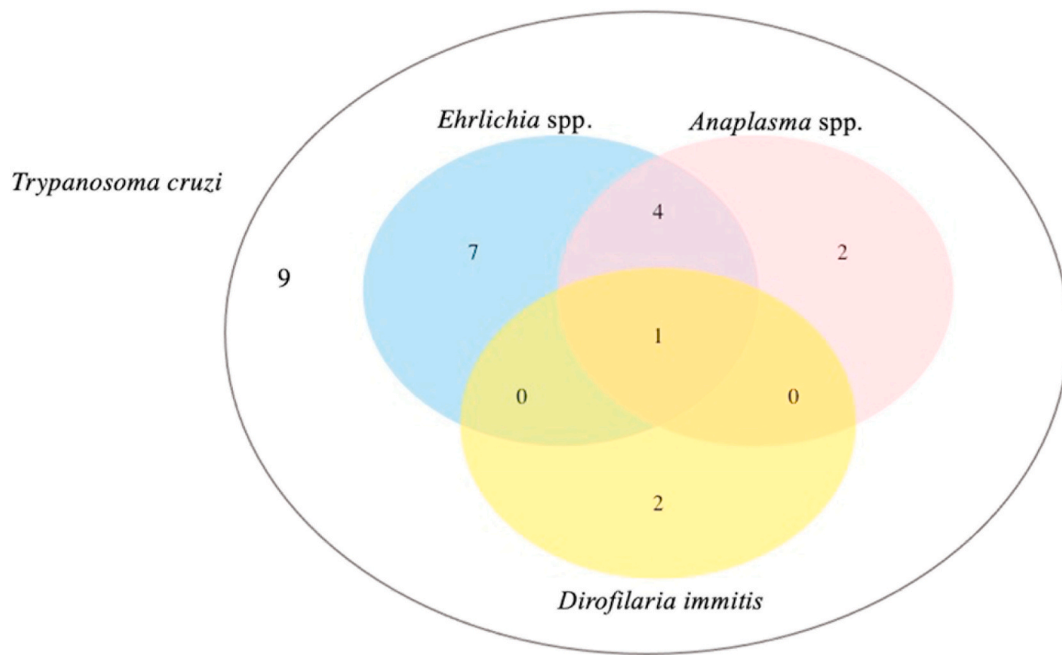 Ehrlichia spp.
Anaplasma spp.
Trypanosoma cruzi
4
7
2
9
1
0
0
2
Dirofilaria immitis